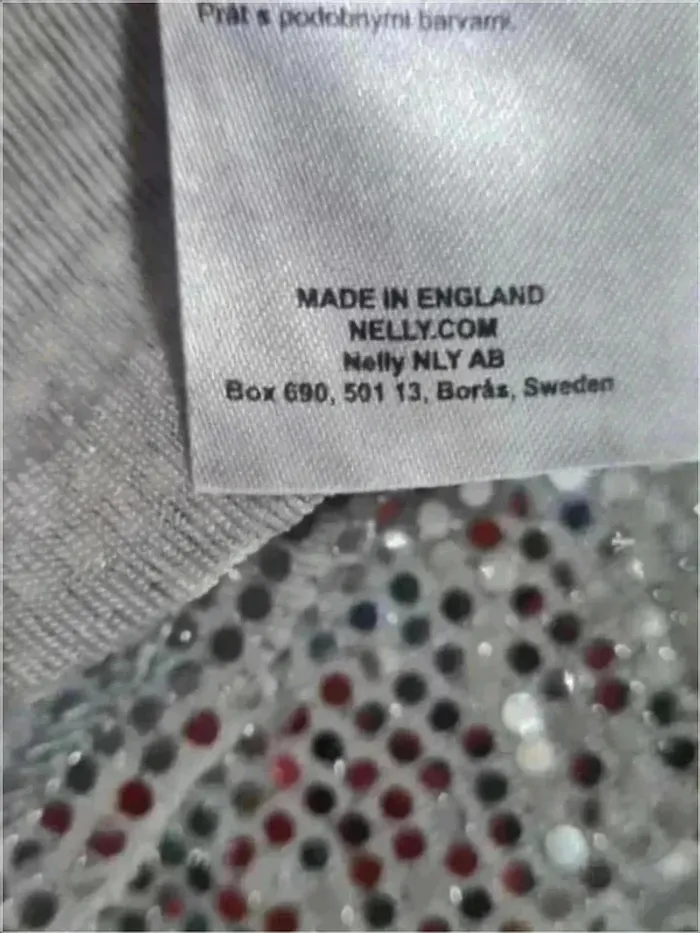 Prát s podobnými barvami.
MADE IN ENGLAND
NELLY.COM
Nelly NLY AB
Box 690, 501 13, Borås, Sweden